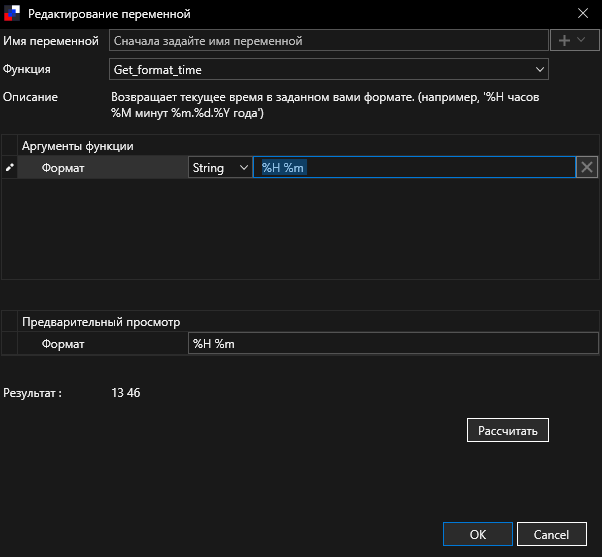 Редактирование переменной
Имя переменной Сначала задайте имя переменной
Функция Get_format_time
Описание Возвращает текущее время в заданном вами формате. (например, '%H часов
%M минут %m.%d.%Y года')
Аргументы функции
Формат String %H %m
Предварительный просмотр
Формат %H %m
Результат : 13 46
Рассчитать
OK Cancel